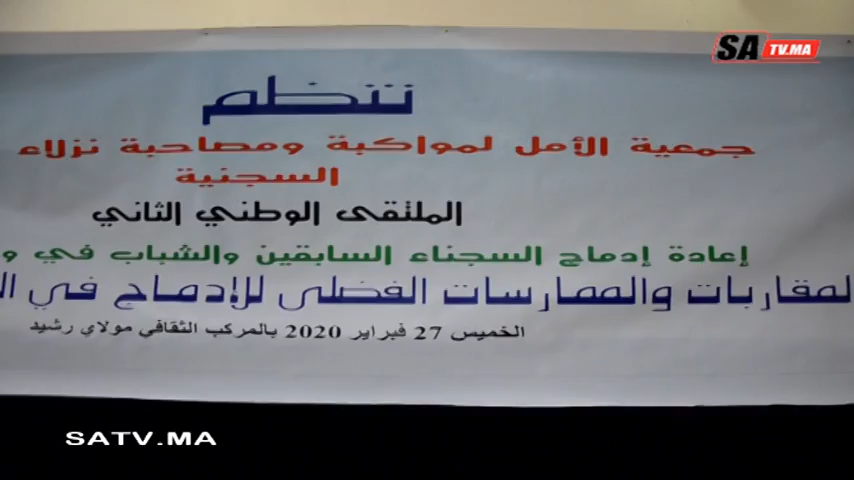 SATV.MA
تنظم
جمعية الأمل لمواكبة ومصاحبة نزلاء
السجنية
الملتقى الوطني الثاني
إعادة إدماج السجناء السابقين والشباب في و
لمقاربات والممارسات الفضلى للإدماج في ال
الخميس 27 فبراير 2020 بالمركب الثقافي مولاي رشيد
SATV.MA